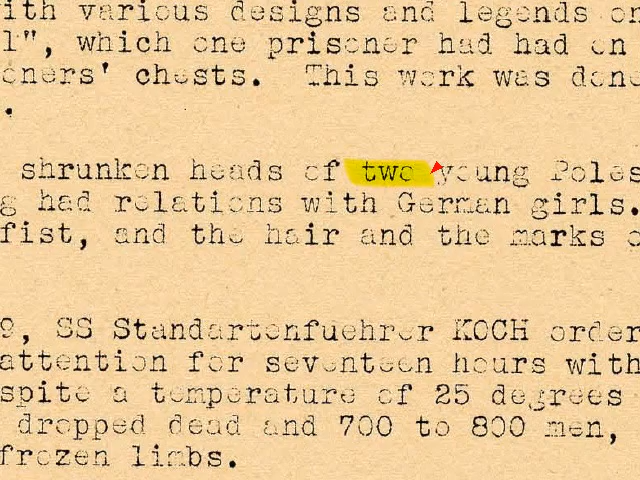 ith various designs and legends on
l", which one prisoner had had on
oners' chests. This work was done
.
shrunken heads of two young Poles
g had relations with German girls.
fist, and the hair and the marks o
9, SS Standartenfuehrer KOCH order
attention for seventeen hours with
spite a temperature of 25 degrees
dropped dead and 700 to 800 men,
frozen limbs.